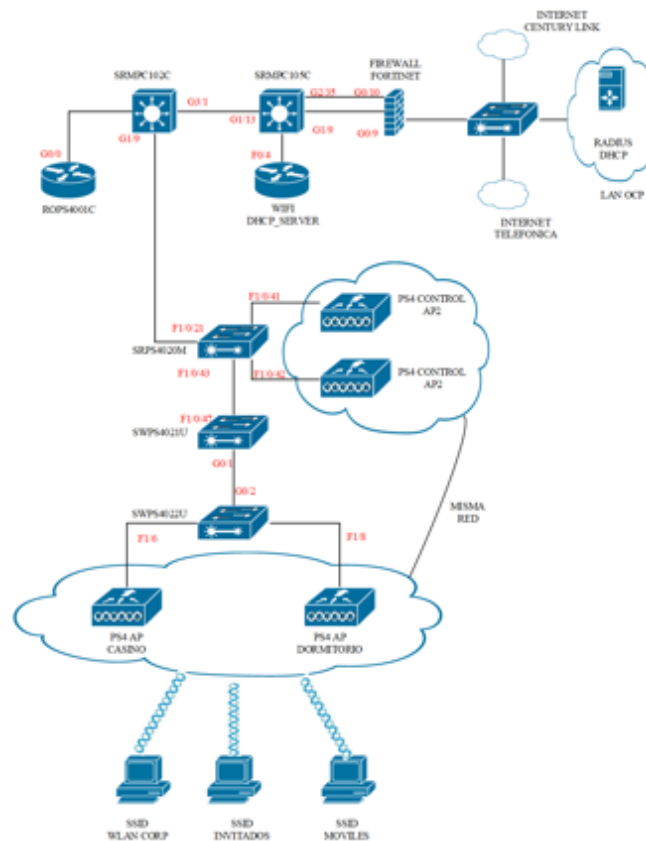 INTERNET
CENTURY LINK
FIREWALL
FORTINET
SRMPC102C
SRMPC105C
G3/1
G1/13
G2/35
G0/10
G1/9
G1/9
G0/9
G0/0
F0/4
ROPS4001C
WIFI
DHCP_SERVER
RADIUS
DHCP
LAN OCP
INTERNET
TELEFONICA
F1/0/41
PS4 CONTROL
AP2
F1/0/21
SRPS4020M
F1/0/42
PS4 CONTROL
AP2
F1/0/43
F1/0/47
SWPS4021U
G0/1
G0/2
SWPS4022U
MISMA
RED
F1/6
F1/8
PS4 AP
CASINO
PS4 AP
DORMITORIO
SSID
WLAN CORP
SSID
INVITADOS
SSID
MOVILES